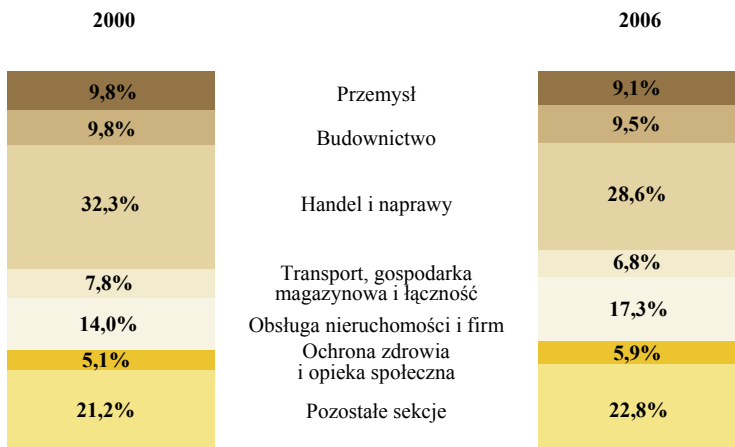 2000 2006
9,8% Przemysł 9,1%
9,8% Budownictwo 9,5%
32,3% Handel i naprawy 28,6%
7,8% Transport, gospodarka 6,8%
magazynowa i łączność
14,0% Obsługa nieruchomości i firm 17,3%
5,1% Ochrona zdrowia 5,9%
i opieka społeczna
21,2% Pozostałe sekcje 22,8%